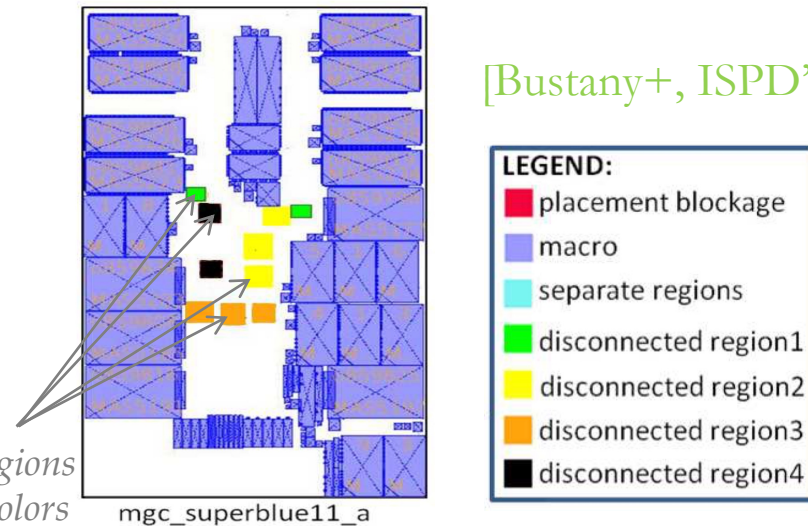 [Bustany+, ISPD'
LEGEND:
placement blockage
macro
separate regions
disconnected region1
disconnected region2
disconnected region3
disconnected region4
gions
olors
mgc_superblue11_a